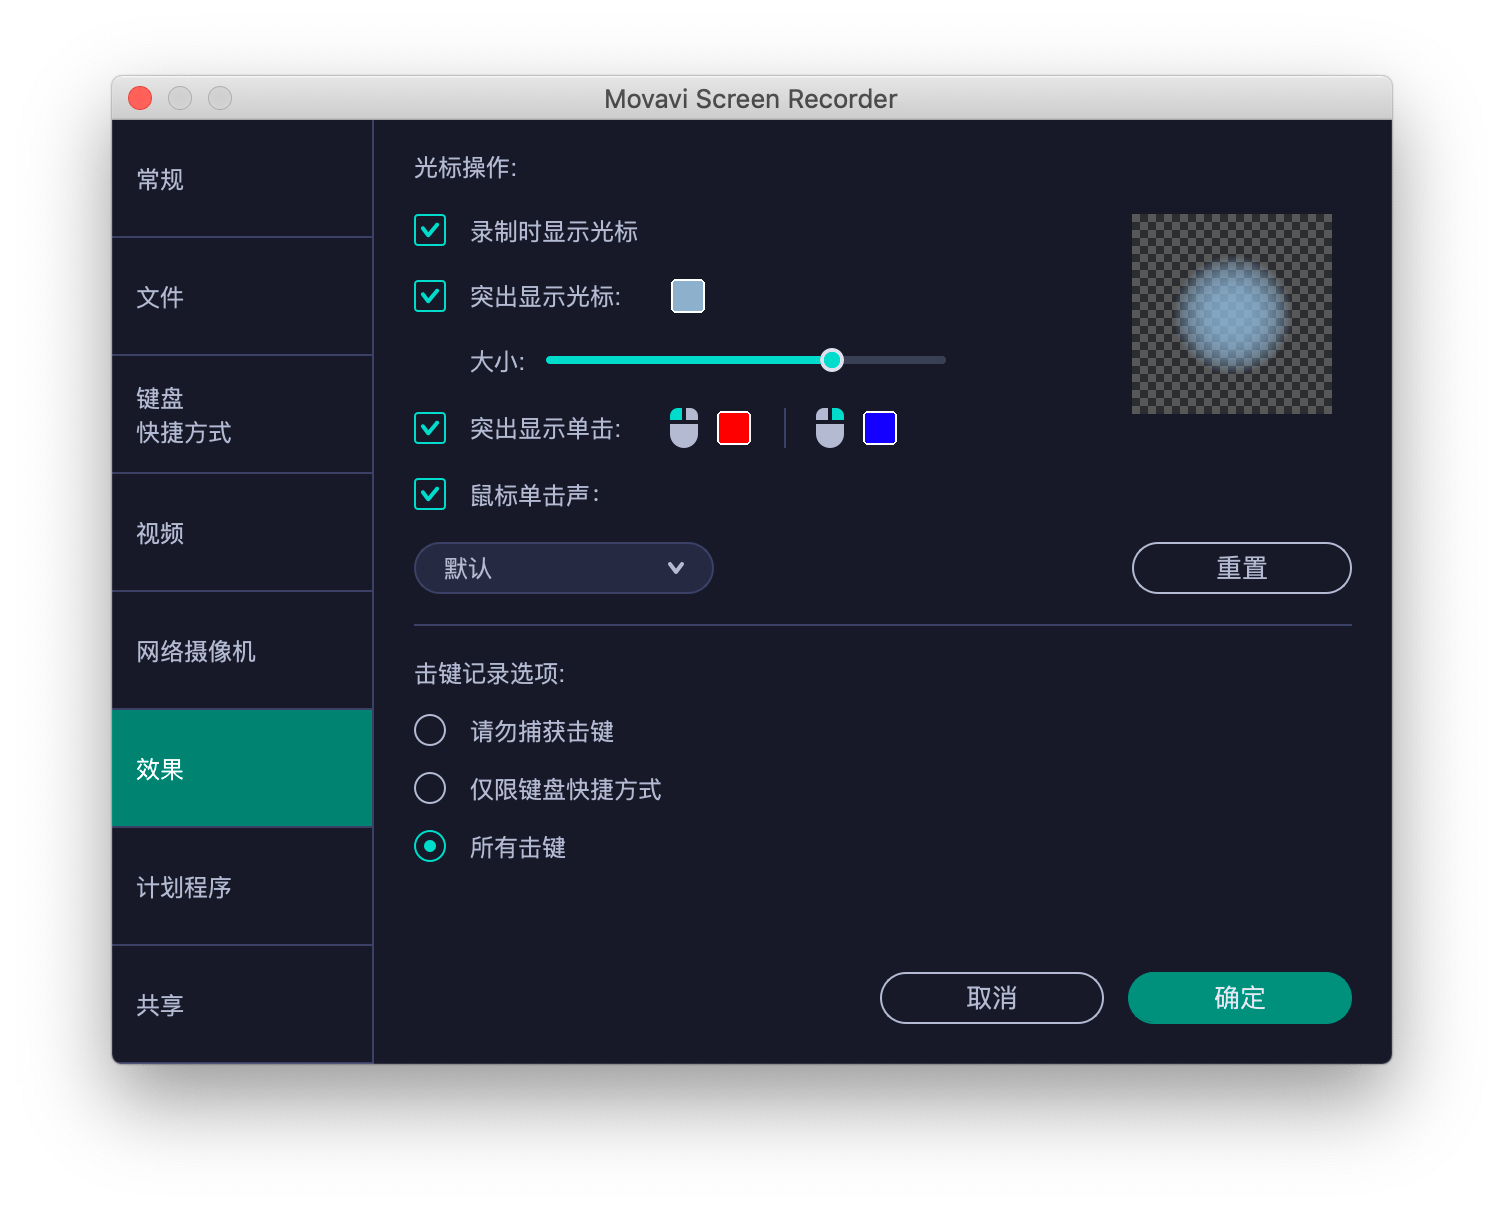 Movavi Screen Recorder
常规
文件
键盘
快捷方式
视频
网络摄像机
效果
计划程序
共享
光标操作:
录制时显示光标
突出显示光标:
大小:
突出显示单击:
鼠标单击声：
默认
重置
击键记录选项:
请勿捕获击键
仅限键盘快捷方式
所有击键
取消
确定